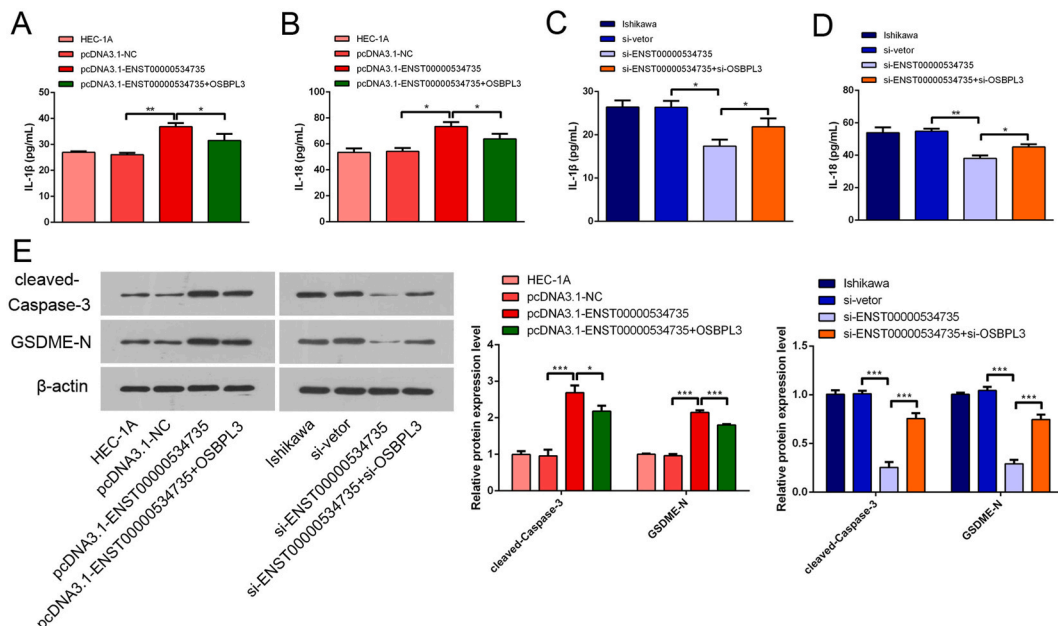 A
HEC-1A
pcDNA3.1-NC
pcDNA3.1-ENST00000534735
pcDNA3.1-ENST00000534735+OSBPL3
IL-1β (pg/mL)
50
40
30
20
10
0
**
*
B
HEC-1A
pcDNA3.1-NC
pcDNA3.1-ENST00000534735
pcDNA3.1-ENST00000534735+OSBPL3
IL-18 (pg/mL)
100
80
60
40
20
0
*
*
C
Ishikawa
si-vetor
si-ENST00000534735
si-ENST00000534735+si-OSBPL3
IL-1β (pg/mL)
30
20
10
0
*
*
D
Ishikawa
si-vetor
si-ENST00000534735
si-ENST00000534735+si-OSBPL3
IL-18 (pg/mL)
80
60
40
20
0
**
*
E
cleaved-
Caspase-3
GSDME-N
β-actin
HEC-1A
pcDNA3.1-NC
pcDNA3.1-ENST00000534735
pcDNA3.1-ENST00000534735+OSBPL3
Ishikawa
si-vetor
si-ENST00000534735
si-ENST00000534735+si-OSBPL3
HEC-1A
pcDNA3.1-NC
pcDNA3.1-ENST00000534735
pcDNA3.1-ENST00000534735+OSBPL3
Relative protein expression level
4
3
2
1
0
***
*
***
***
cleaved-Caspase-3
GSDME-N
Ishikawa
si-vetor
si-ENST00000534735
si-ENST00000534735+si-OSBPL3
Relative protein expression level
1.5
1.0
0.5
0.0
***
***
***
***
cleaved-Caspase-3
GSDME-N